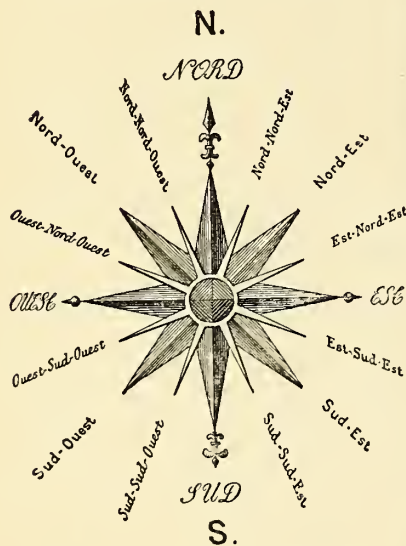 N.
NORD
Nord-Nord-Ouest
Nord-Nord-Est
Nord-Ouest
Nord-Est
Ouest-Nord-Ouest
Est-Nord-Est
OUEST
EST
Ouest-Sud-Ouest
Est-Sud-Est
Sud-Ouest
Sud-Est
Sud-Sud-Ouest
Sud-Sud-Est
SUD
S.